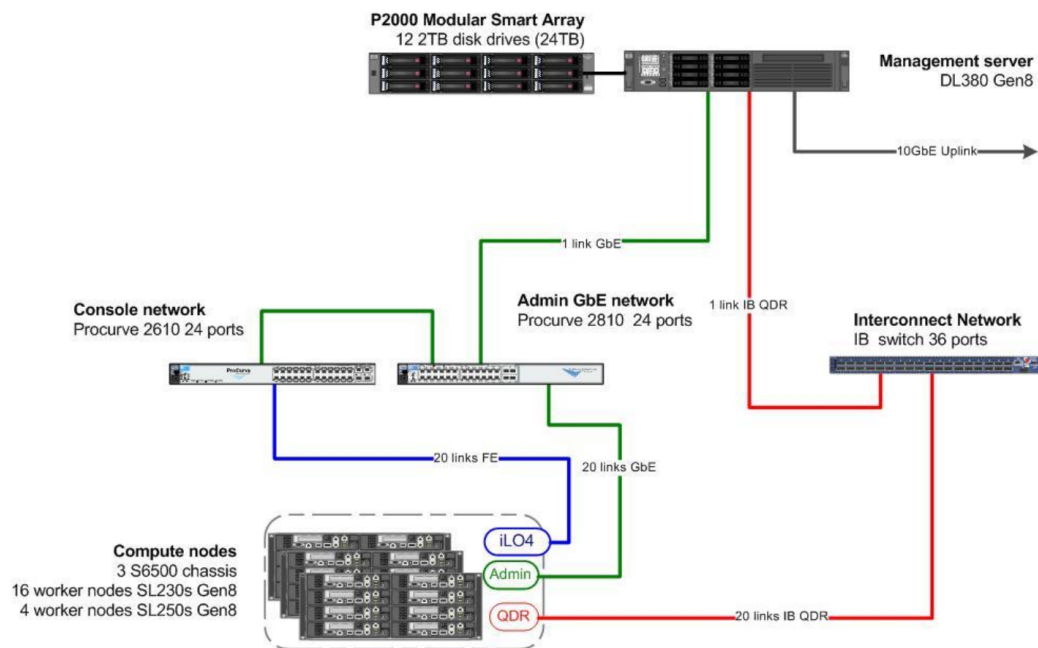 P2000 Modular Smart Array
12 2TB disk drives (24TB)
Management server
DL380 Gen8
10GbE Uplink
1 link GbE
1 link IB QDR
Console network
Procurve 2610 24 ports
Admin GbE network
Procurve 2810 24 ports
Interconnect Network
IB switch 36 ports
ProCurve
20 links FE
20 links GbE
Compute nodes
3 S6500 chassis
16 worker nodes SL230s Gen8
4 worker nodes SL250s Gen8
iLO4
Admin
QDR
20 links IB QDR